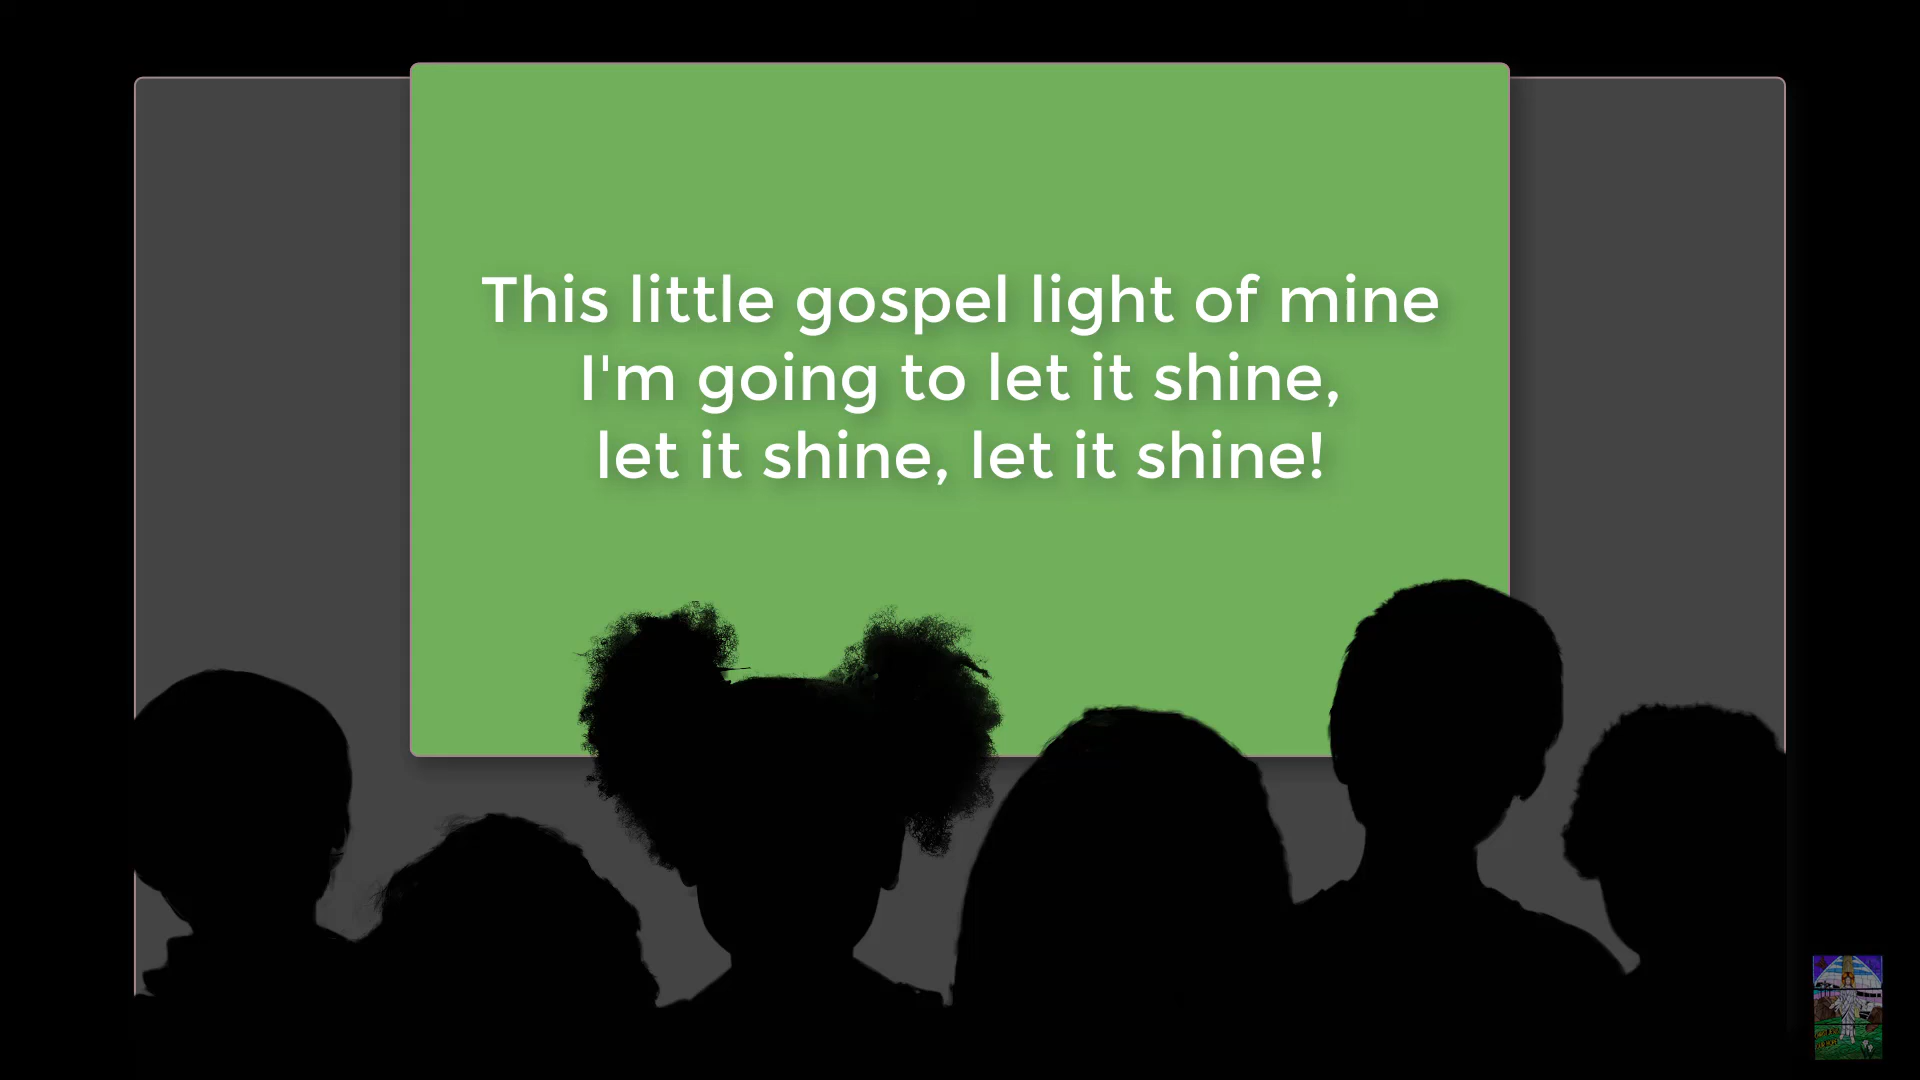 This little gospel light of mine
I'm going to let it shine,
let it shine, let it shine!